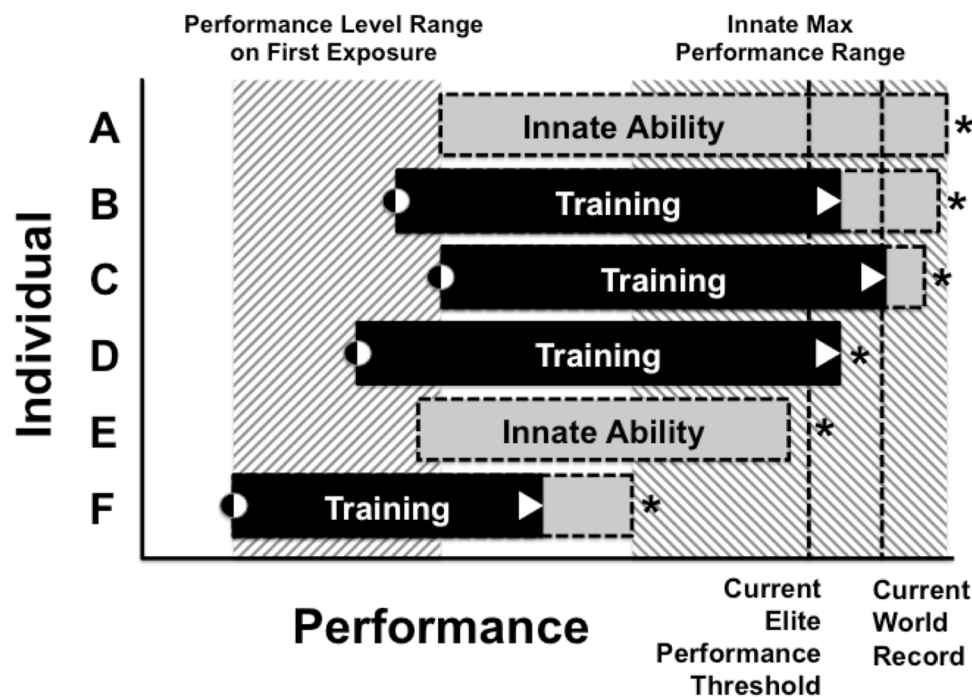 Performance Level Range
on First Exposure
Innate Max
Performance Range
Individual
A
Innate Ability
*
B
Training
*
C
Training
*
D
Training
*
E
Innate Ability
*
F
Training
*
Performance
Current
Elite
Performance
Threshold
Current
World
Record